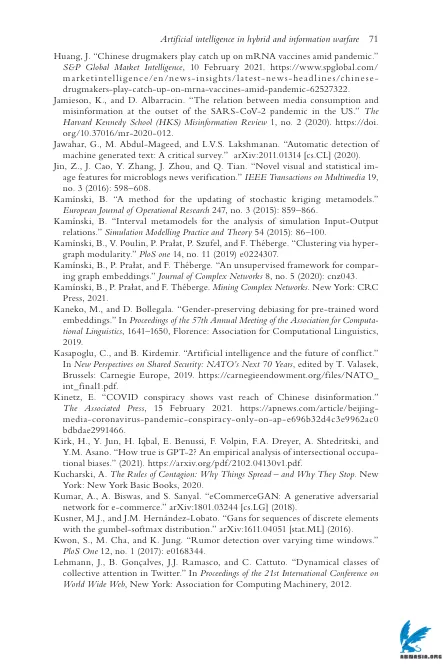 Artificial intelligence in hybrid and information warfare 71
Huang, J. “Chinese drugmakers play catch up on mRNA vaccines amid pandemic.”
S&P Global Market Intelligence, 10 February 2021. https://www.spglobal.com/
marketintelligence/en/news-insights/latest-news-headlines/chinese-
drugmakers-play-catch-up-on-mrna-vaccines-amid-pandemic-62527322.
Jamieson, K., and D. Albarracin. “The relation between media consumption and
misinformation at the outset of the SARS-CoV-2 pandemic in the US.” The
Harvard Kennedy School (HKS) Misinformation Review 1, no. 2 (2020). https://doi.
org/10.37016/mr-2020-012.
Jawahar, G., M. Abdul-Mageed, and L.V.S. Lakshmanan. “Automatic detection of
machine generated text: A critical survey.” arXiv:2011.01314 [cs.CL] (2020).
Jin, Z., J. Cao, Y. Zhang, J. Zhou, and Q. Tian. “Novel visual and statistical im-
age features for microblogs news verification.” IEEE Transactions on Multimedia 19,
no. 3 (2016): 598–608.
Kamiński, B. “A method for the updating of stochastic kriging metamodels.”
European Journal of Operational Research 247, no. 3 (2015): 859–866.
Kamiński, B. “Interval metamodels for the analysis of simulation Input-Output
relations.” Simulation Modelling Practice and Theory 54 (2015): 86–100.
Kamiński, B., V. Poulin, P. Prałat, P. Szufel, and F. Théberge. “Clustering via hyper-
graph modularity.” PloS one 14, no. 11 (2019) e0224307.
Kamiński, B., P. Prałat, and F. Théberge. “An unsupervised framework for compar-
ing graph embeddings.” Journal of Complex Networks 8, no. 5 (2020): cnz043.
Kamiński, B., P. Prałat, and F. Théberge. Mining Complex Networks. New York: CRC
Press, 2021.
Kaneko, M., and D. Bollegala. “Gender-preserving debiasing for pre-trained word
embeddings.” In Proceedings of the 57th Annual Meeting of the Association for Computa-
tional Linguistics, 1641–1650, Florence: Association for Computational Linguistics,
2019.
Kasapoglu, C., and B. Kirdemir. “Artificial intelligence and the future of conflict.”
In New Perspectives on Shared Security: NATO’s Next 70 Years, edited by T. Valasek,
Brussels: Carnegie Europe, 2019. https://carnegieendowment.org/files/NATO_
int_final1.pdf.
Kinetz, E. “COVID conspiracy shows vast reach of Chinese disinformation.”
The Associated Press, 15 February 2021. https://apnews.com/article/beijing-
media-coronavirus-pandemic-conspiracy-only-on-ap-e696b32d4c3e9962ac0
bdbdae2991466.
Kirk, H., Y. Jun, H. Iqbal, E. Benussi, F. Volpin, F.A. Dreyer, A. Shtedritski, and
Y.M. Asano. “How true is GPT-2? An empirical analysis of intersectional occupa-
tional biases.” (2021). https://arxiv.org/pdf/2102.04130v1.pdf.
Kucharski, A. The Rules of Contagion: Why Things Spread – and Why They Stop. New
York: New York Basic Books, 2020.
Kumar, A., A. Biswas, and S. Sanyal. “eCommerceGAN: A generative adversarial
network for e-commerce.” arXiv:1801.03244 [cs.LG] (2018).
Kusner, M.J., and J.M. Hernández-Lobato. “Gans for sequences of discrete elements
with the gumbel-softmax distribution.” arXiv:1611.04051 [stat.ML] (2016).
Kwon, S., M. Cha, and K. Jung. “Rumor detection over varying time windows.”
PloS One 12, no. 1 (2017): e0168344.
Lehmann, J., B. Gonçalves, J.J. Ramasco, and C. Cattuto. “Dynamical classes of
collective attention in Twitter.” In Proceedings of the 21st International Conference on
World Wide Web, New York: Association for Computing Machinery, 2012.